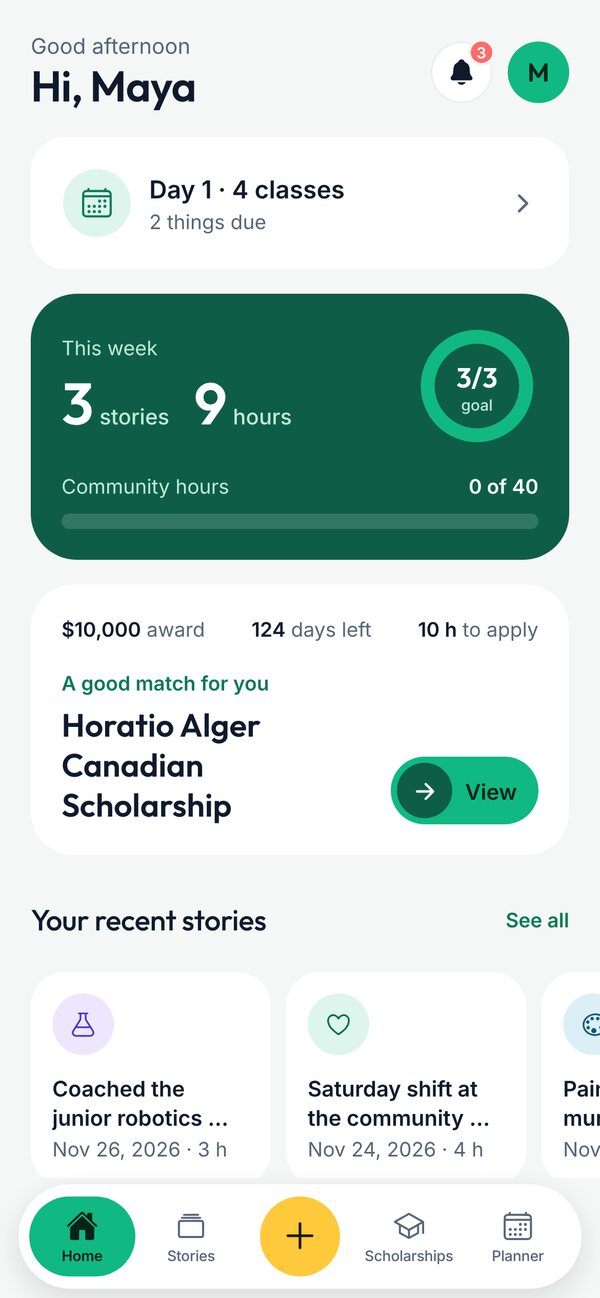 Good afternoon
Hi, Maya
3
M
Day 1 · 4 classes
2 things due
This week
3 stories 9 hours
3/3
goal
Community hours 0 of 40
$10,000 award 124 days left 10 h to apply
A good match for you
Horatio Alger
Canadian
Scholarship
View
Your recent stories See all
Coached the
junior robotics ...
Nov 26, 2026 · 3 h
Saturday shift at
the community ...
Nov 24, 2026 · 4 h
Nov
Home
Stories
Scholarships
Planner